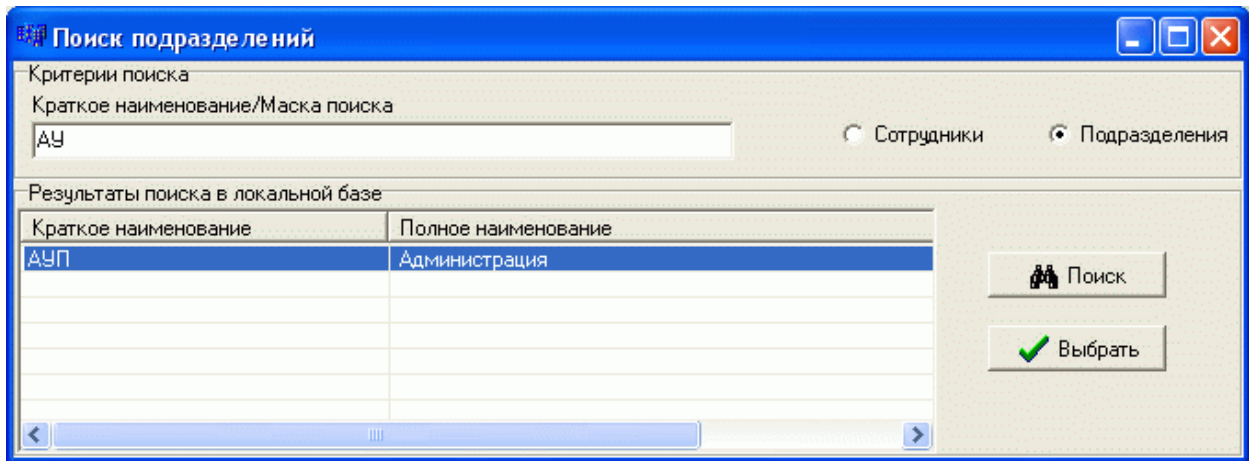 Поиск подразделений
Критерии поиска
Краткое наименование/Маска поиска
АУ
Сотрудники
Подразделения
Результаты поиска в локальной базе
Краткое наименование Полное наименование
АУП Администрация
Поиск
Выбрать